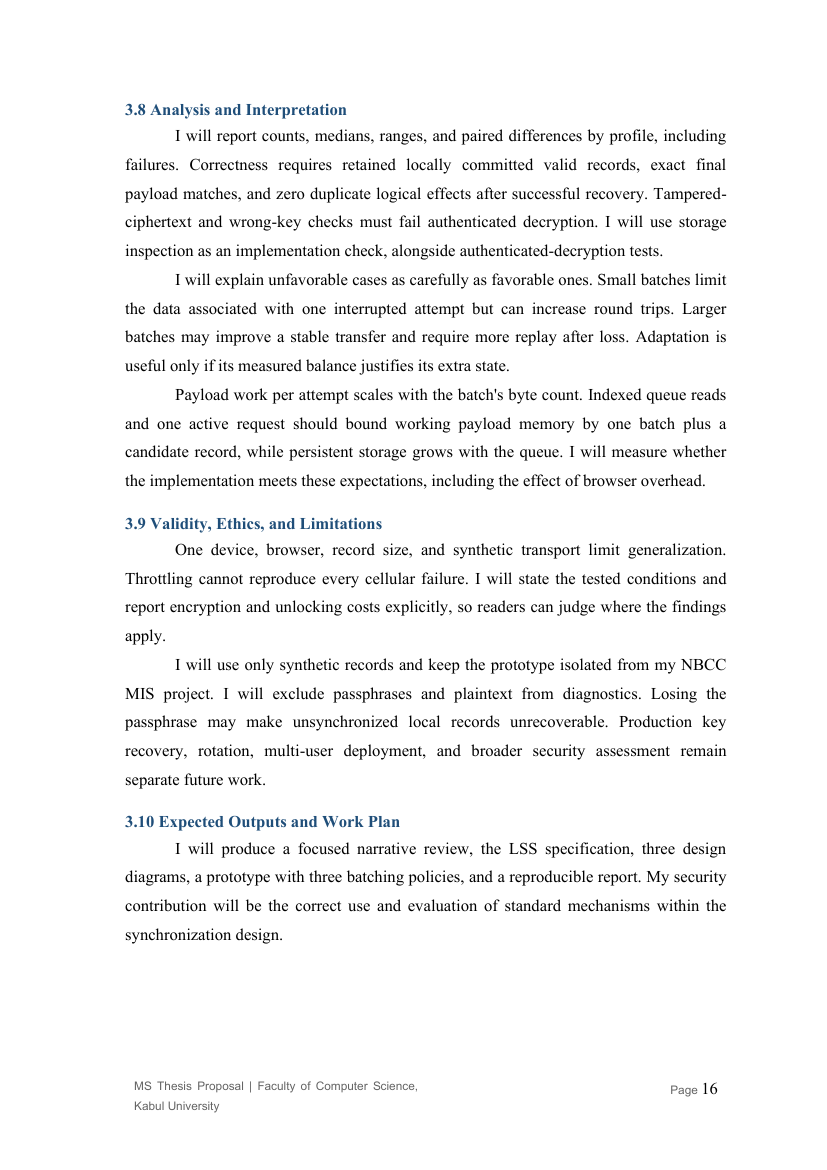 3.8 Analysis and Interpretation
I will report counts, medians, ranges, and paired differences by profile, including
failures. Correctness requires retained locally committed valid records, exact final
payload matches, and zero duplicate logical effects after successful recovery. Tampered-
ciphertext and wrong-key checks must fail authenticated decryption. I will use storage
inspection as an implementation check, alongside authenticated-decryption tests.
I will explain unfavorable cases as carefully as favorable ones. Small batches limit
the data associated with one interrupted attempt but can increase round trips. Larger
batches may improve a stable transfer and require more replay after loss. Adaptation is
useful only if its measured balance justifies its extra state.
Payload work per attempt scales with the batch's byte count. Indexed queue reads
and one active request should bound working payload memory by one batch plus a
candidate record, while persistent storage grows with the queue. I will measure whether
the implementation meets these expectations, including the effect of browser overhead.
3.9 Validity, Ethics, and Limitations
One device, browser, record size, and synthetic transport limit generalization.
Throttling cannot reproduce every cellular failure. I will state the tested conditions and
report encryption and unlocking costs explicitly, so readers can judge where the findings
apply.
I will use only synthetic records and keep the prototype isolated from my NBCC
MIS project. I will exclude passphrases and plaintext from diagnostics. Losing the
passphrase may make unsynchronized local records unrecoverable. Production key
recovery, rotation, multi-user deployment, and broader security assessment remain
separate future work.
3.10 Expected Outputs and Work Plan
I will produce a focused narrative review, the LSS specification, three design
diagrams, a prototype with three batching policies, and a reproducible report. My security
contribution will be the correct use and evaluation of standard mechanisms within the
synchronization design.
MS Thesis Proposal | Faculty of Computer Science,
Kabul University
Page 16